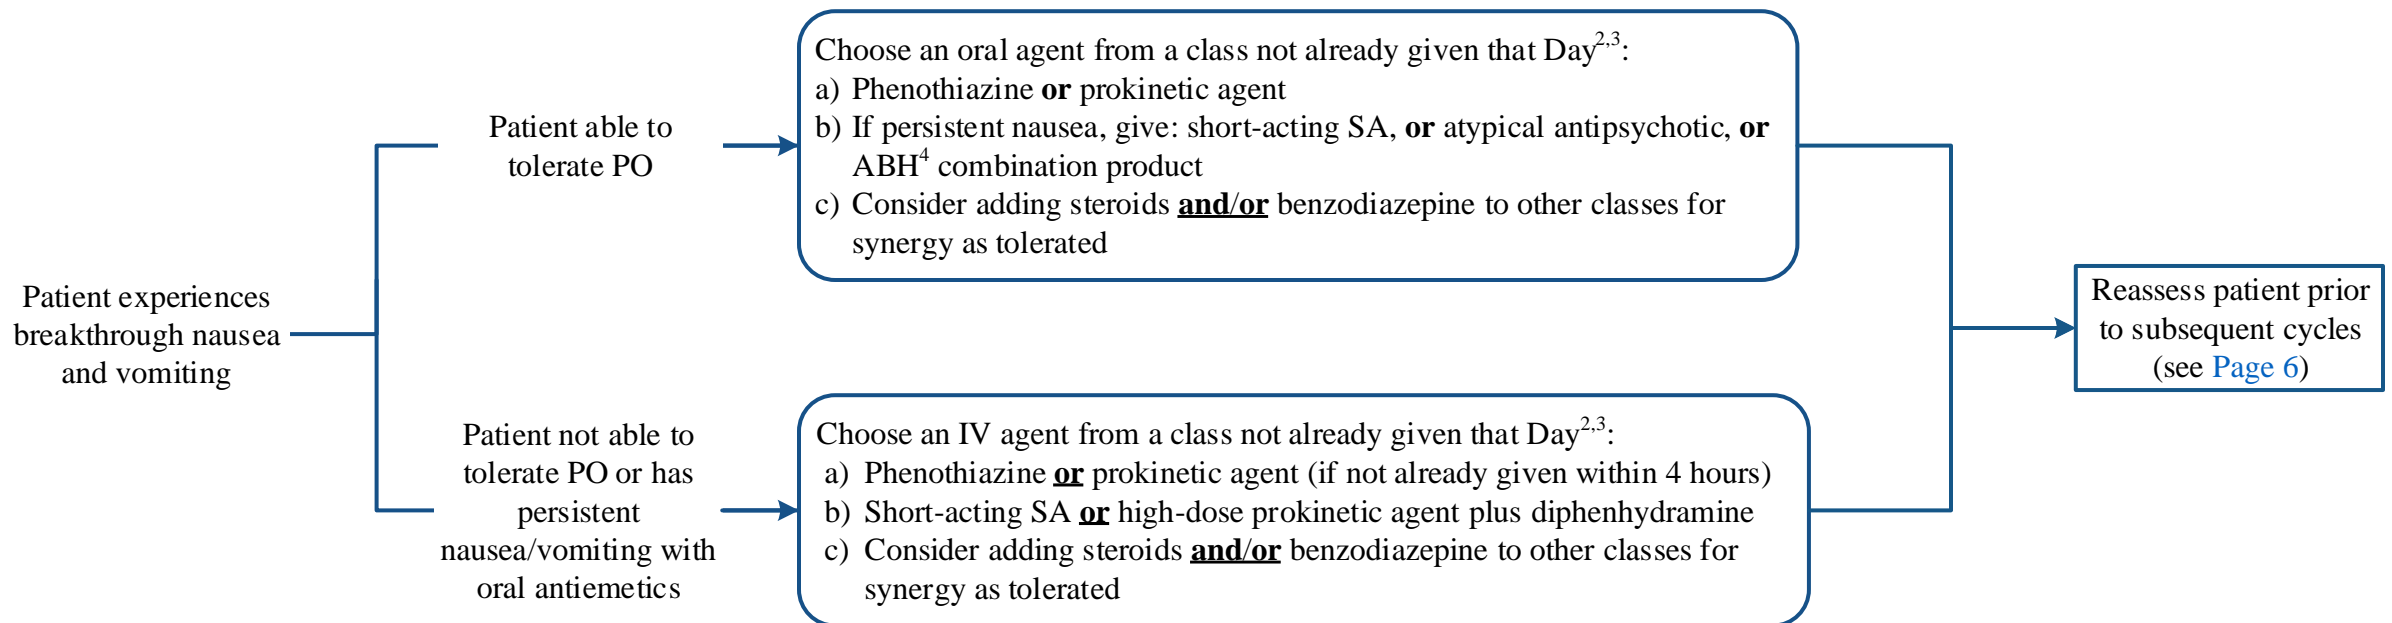 Patient experiences
breakthrough nausea
and vomiting
Patient able to
tolerate PO
Choose an oral agent from a class not already given that Day2,3:
a) Phenothiazine or prokinetic agent
b) If persistent nausea, give: short-acting SA, or atypical antipsychotic, or
ABH4 combination product
c) Consider adding steroids and/or benzodiazepine to other classes for
synergy as tolerated
Patient not able to
tolerate PO or has
persistent
nausea/vomiting with
oral antiemetics
Choose an IV agent from a class not already given that Day2,3:
a) Phenothiazine or prokinetic agent (if not already given within 4 hours)
b) Short-acting SA or high-dose prokinetic agent plus diphenhydramine
c) Consider adding steroids and/or benzodiazepine to other classes for
synergy as tolerated
Reassess patient prior
to subsequent cycles
(see Page 6)